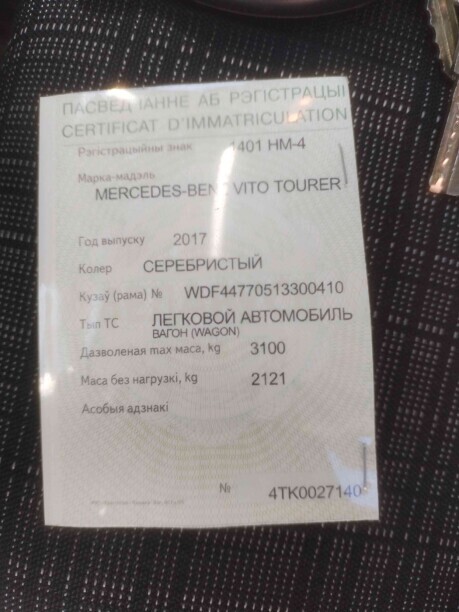 ПАСВЕДЧАННЕ АБ РЭГІСТРАЦЫІ
CERTIFICAT D'IMMATRICULATION
Рэгістрацыйны знак 1401 HM-4
Марка-мадэль
MERCEDES-BENZ VITO TOURER
Год выпуску 2017
Колер СЕРЕБРИСТЫЙ
Кузаў (рама) № WDF44770513300410
Тып ТС ЛЕГКОВОЙ АВТОМОБИЛЬ
ВАГОН (WAGON)
Дазволеная max маса, kg 3100
Маса без нагрузкі, kg 2121
Асобыя адзнакі
№ 4TK0027140